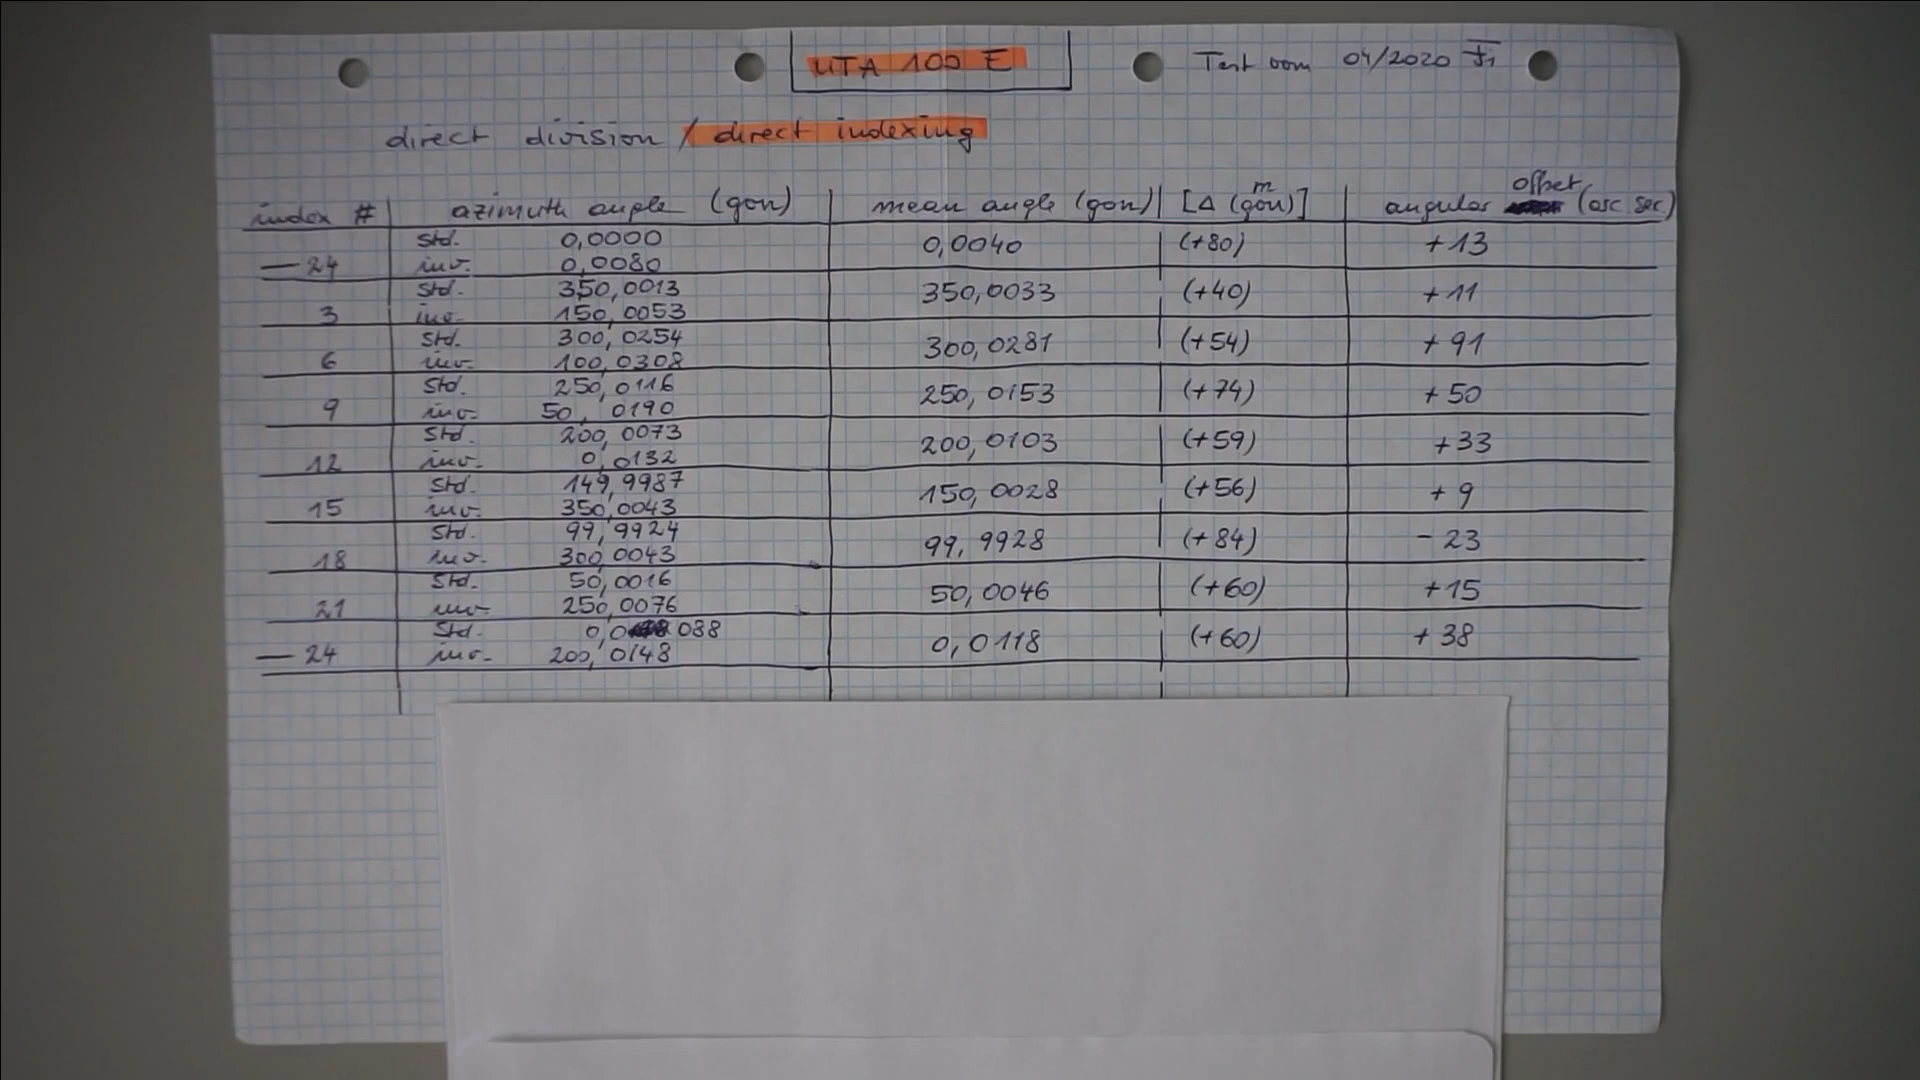 UTA 100 E
Test vom 04/2020
direct division / direct indexing
index # azimuth angle (gon) mean angle (gon) [Δ (mgon)] angular offset (arc sec)
std. 0,0000 0,0040 (+80) +13
24 inv. 0,0080
std. 350,0013 350,0033 (+40) +11
3 inv. 150,0053
std. 300,0254 300,0281 (+54) +91
6 inv. 100,0308
std. 250,0116 250,0153 (+74) +50
9 inv. 50,0190
std. 200,0073 200,0103 (+59) +33
12 inv. 0,0132
std. 149,9987 150,0028 (+56) +9
15 inv. 350,0043
std. 99,9924 99,9928 (+84) -23
18 inv. 300,0043
std. 50,0016 50,0046 (+60) +15
21 inv. 250,0076
std. 0,0088 0,0118 (+60) +38
24 inv. 200,0148